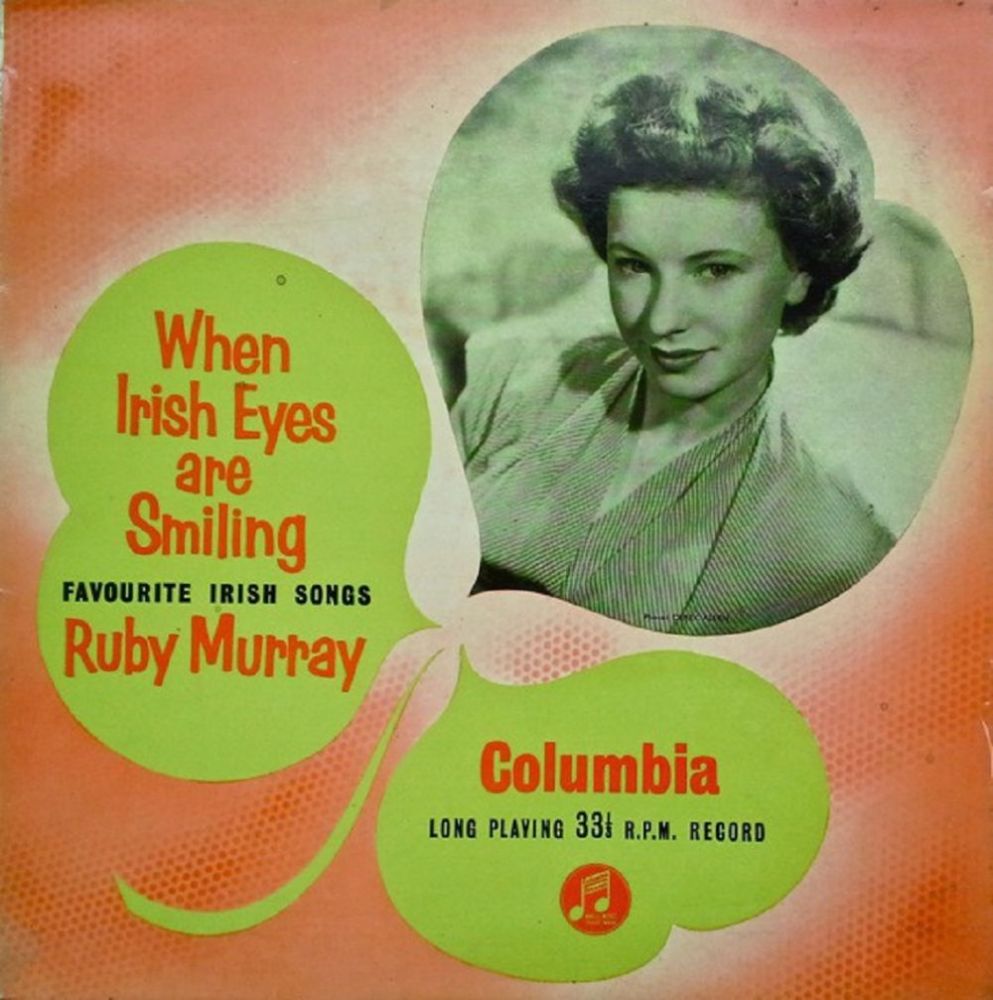 When
Irish Eyes
are
Smiling
FAVOURITE IRISH SONGS
Ruby Murray
Columbia
LONG PLAYING 33⅓ R.P.M. RECORD